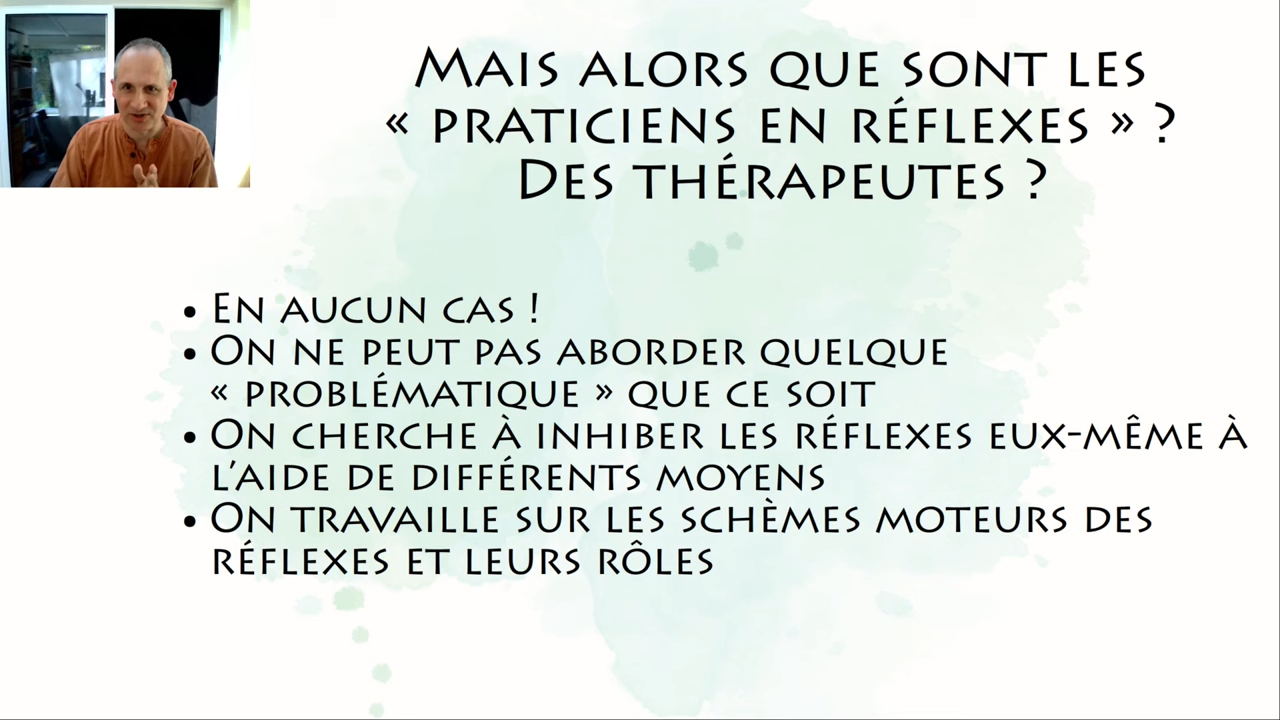 Mais alors que sont les
« praticiens en réflexes » ?
Des thérapeutes ?
• En aucun cas !
• On ne peut pas aborder quelque
« problématique » que ce soit
• On cherche à inhiber les réflexes eux-même à
l'aide de différents moyens
• On travaille sur les schèmes moteurs des
réflexes et leurs rôles